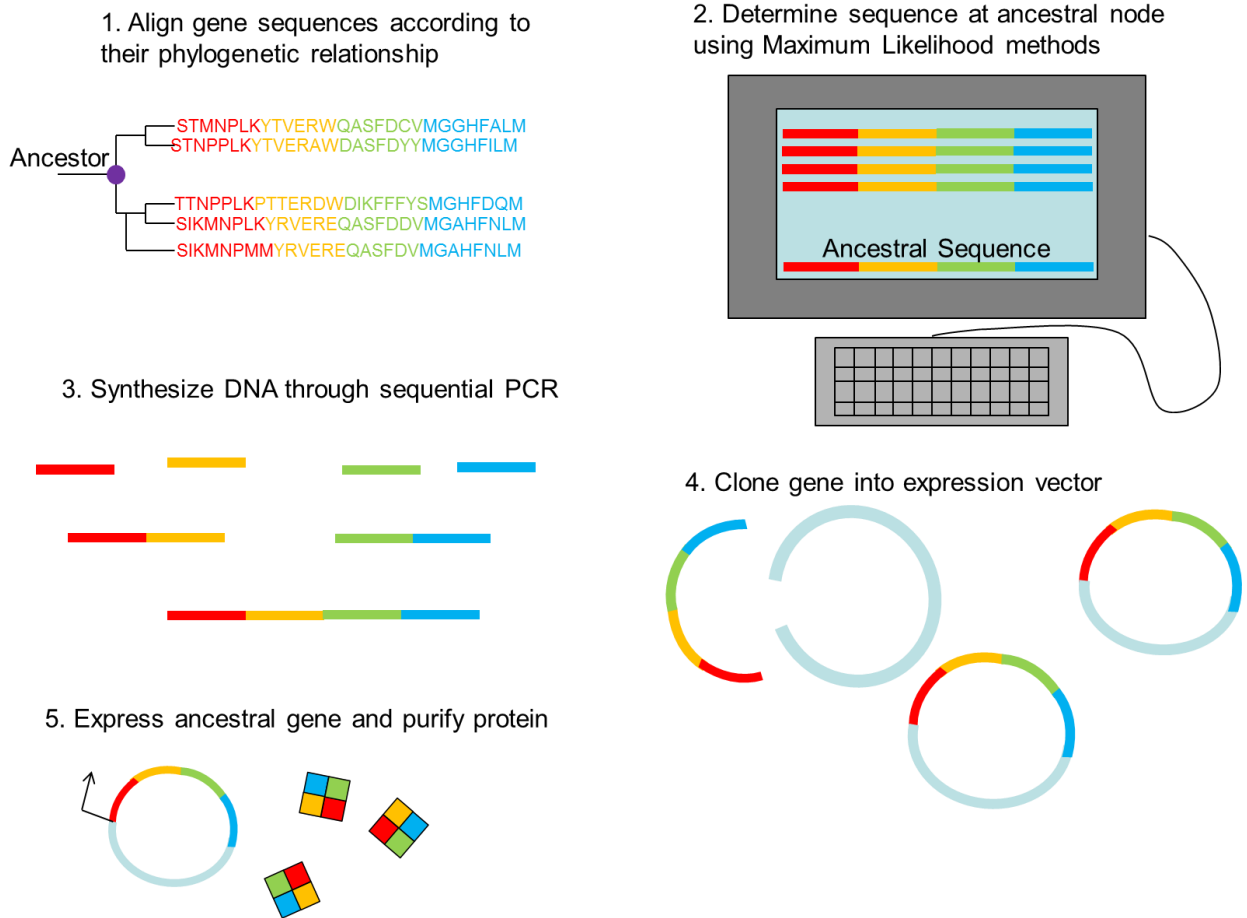 1. Align gene sequences according to
their phylogenetic relationship
Ancestor
STMNPLKYTVERWQASFDCVMGGHFALM
STNPPLKYTVERAWDASFDYYMGGHFILM
TTNPPLKPTTERDWDIKFFFYSMGHFDQM
SIKMNPLKYRVEREQASFDDVMGAHFNLM
SIKMNPMMYRVEREQASFDVMGAHFNLM
2. Determine sequence at ancestral node
using Maximum Likelihood methods
Ancestral Sequence
3. Synthesize DNA through sequential PCR
4. Clone gene into expression vector
5. Express ancestral gene and purify protein